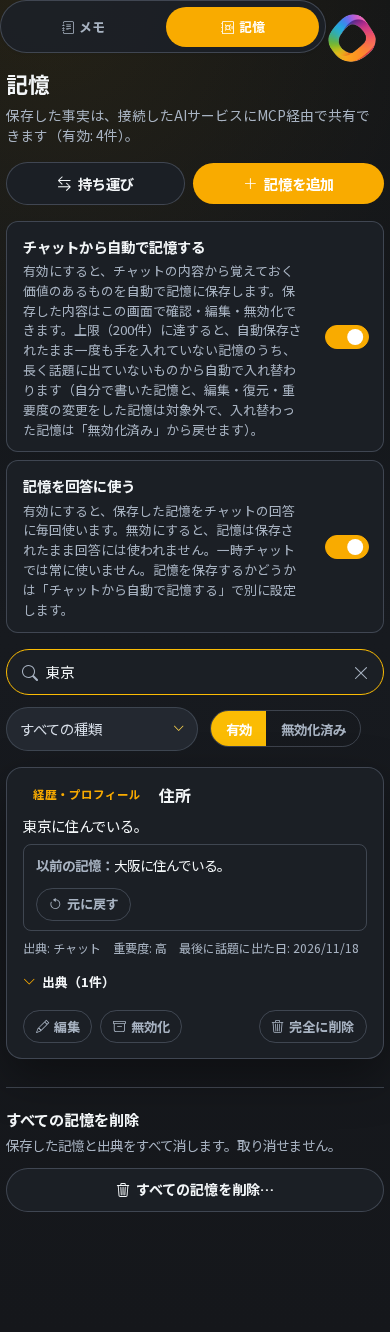 メモ
記憶
記憶
保存した事実は、接続したAIサービスにMCP経由で共有で
きます（有効: 4件）。
持ち運び
記憶を追加
チャットから自動で記憶する
有効にすると、チャットの内容から覚えておく
価値のあるものを自動で記憶に保存します。保
存した内容はこの画面で確認・編集・無効化で
きます。上限（200件）に達すると、自動保存さ
れたまま一度も手を入れていない記憶のうち、
長く話題に出ていないものから自動で入れ替わ
ります（自分で書いた記憶と、編集・復元・重
要度の変更をした記憶は対象外で、入れ替わっ
た記憶は「無効化済み」から戻せます）。
記憶を回答に使う
有効にすると、保存した記憶をチャットの回答
に毎回使います。無効にすると、記憶は保存さ
れたまま回答には使われません。一時チャット
では常に使いません。記憶を保存するかどうか
は「チャットから自動で記憶する」で別に設定
します。
東京
すべての種類
有効
無効化済み
経歴・プロフィール 住所
東京に住んでいる。
以前の記憶：大阪に住んでいる。
元に戻す
出典: チャット 重要度: 高 最後に話題に出た日: 2026/11/18
出典（1件）
編集
無効化
完全に削除
すべての記憶を削除
保存した記憶と出典をすべて消します。取り消せません。
すべての記憶を削除…